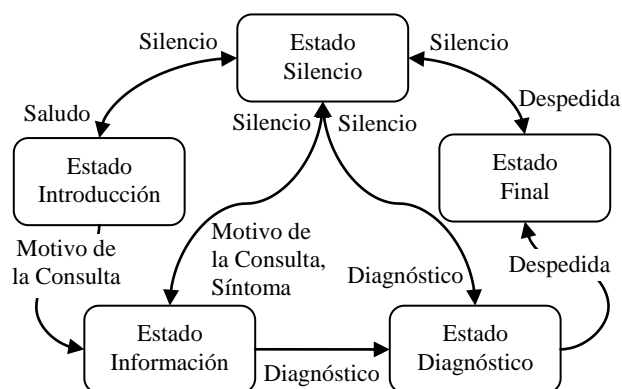 Estado
Silencio
Silencio
Silencio
Saludo
Despedida
Silencio
Silencio
Estado
Introducción
Estado
Final
Motivo de
la Consulta
Motivo de
la Consulta,
Síntoma
Diagnóstico
Despedida
Estado
Información
Diagnóstico
Estado
Diagnóstico